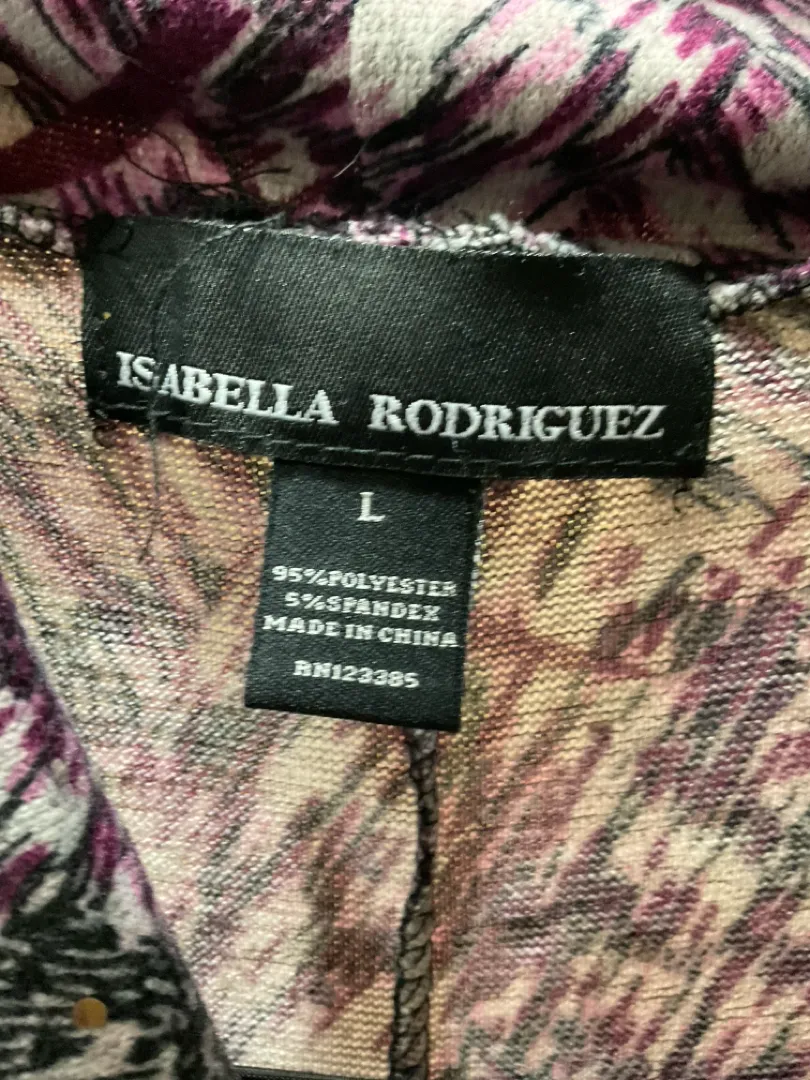 ISABELLA RODRIGUEZ
L
95%POLYESTER
5%SPANDEX
MADE IN CHINA
RN123385